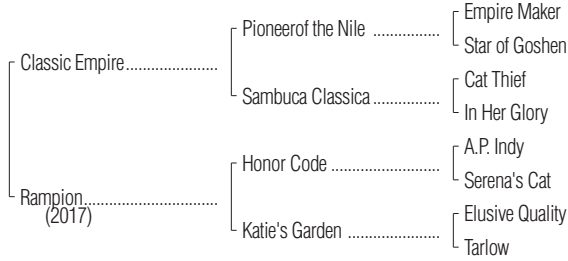 Empire Maker
Pioneerof the Nile ................
Star of Goshen
Classic Empire......................
Cat Thief
Sambuca Classica................
In Her Glory
A.P. Indy
Honor Code ..........................
Serena's Cat
Rampion................................
(2017)
Elusive Quality
Katie's Garden ......................
Tarlow